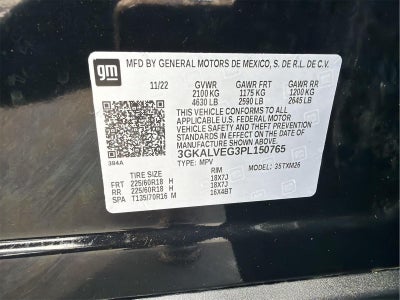 gm
MFD BY GENERAL MOTORS DE MEXICO, S. DE R.L. DE C.V.
11/22 GVWR GAWR FRT GAWR RR
2100 KG 1175 KG 1200 KG
4630 LB 2590 LB 2645 LB
THIS VEHICLE CONFORMS TO ALL
APPLICABLE U.S. FEDERAL MOTOR
VEHICLE SAFETY AND THEFT PREVENTION
STANDARDS IN EFFECT ON THE DATE OF
MANUFACTURE SHOWN ABOVE.
3GKALVEG3PL150765
TYPE: MPV
TIRE SIZE RIM 35TXM26
FRT 225/60R18 H 18X7J
RR 225/60R18 H 18X7J
SPA T135/70R16 M 16X4BT